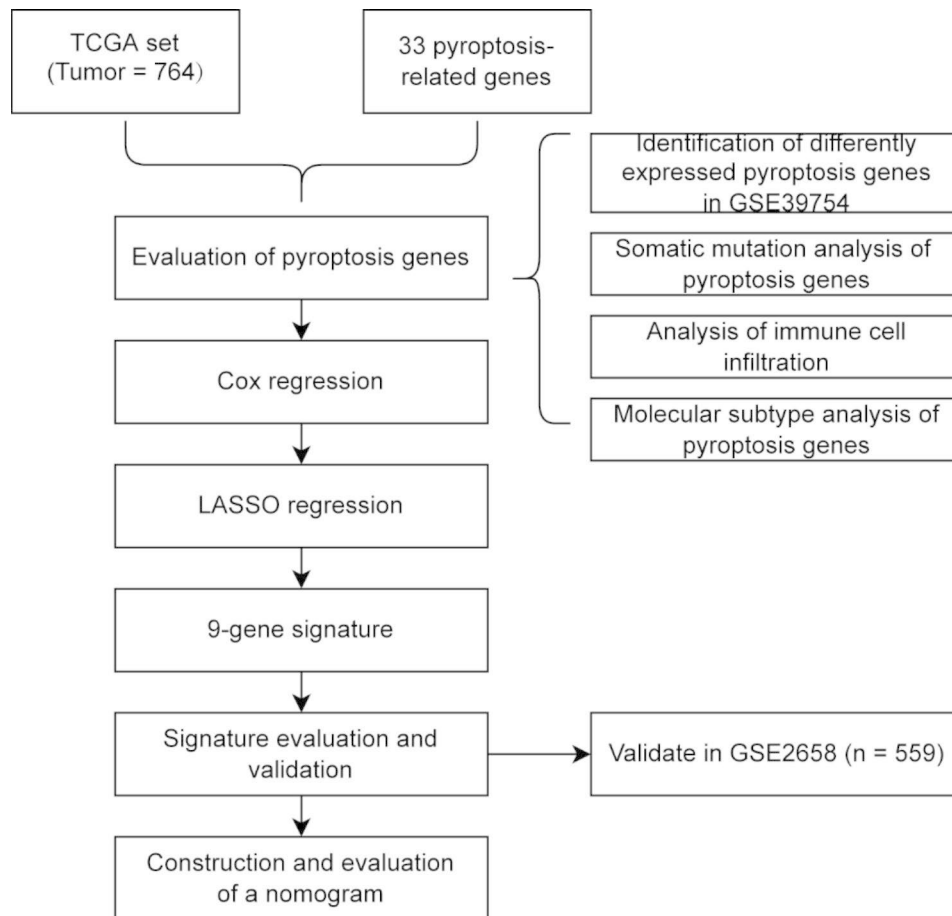 TCGA set
(Tumor = 764)
33 pyroptosis-
related genes
Identification of differently
expressed pyroptosis genes
in GSE39754
Evaluation of pyroptosis genes
Somatic mutation analysis of
pyroptosis genes
Analysis of immune cell
infiltration
Cox regression
Molecular subtype analysis of
pyroptosis genes
LASSO regression
9-gene signature
Signature evaluation and
validation
Validate in GSE2658 (n = 559)
Construction and evaluation
of a nomogram